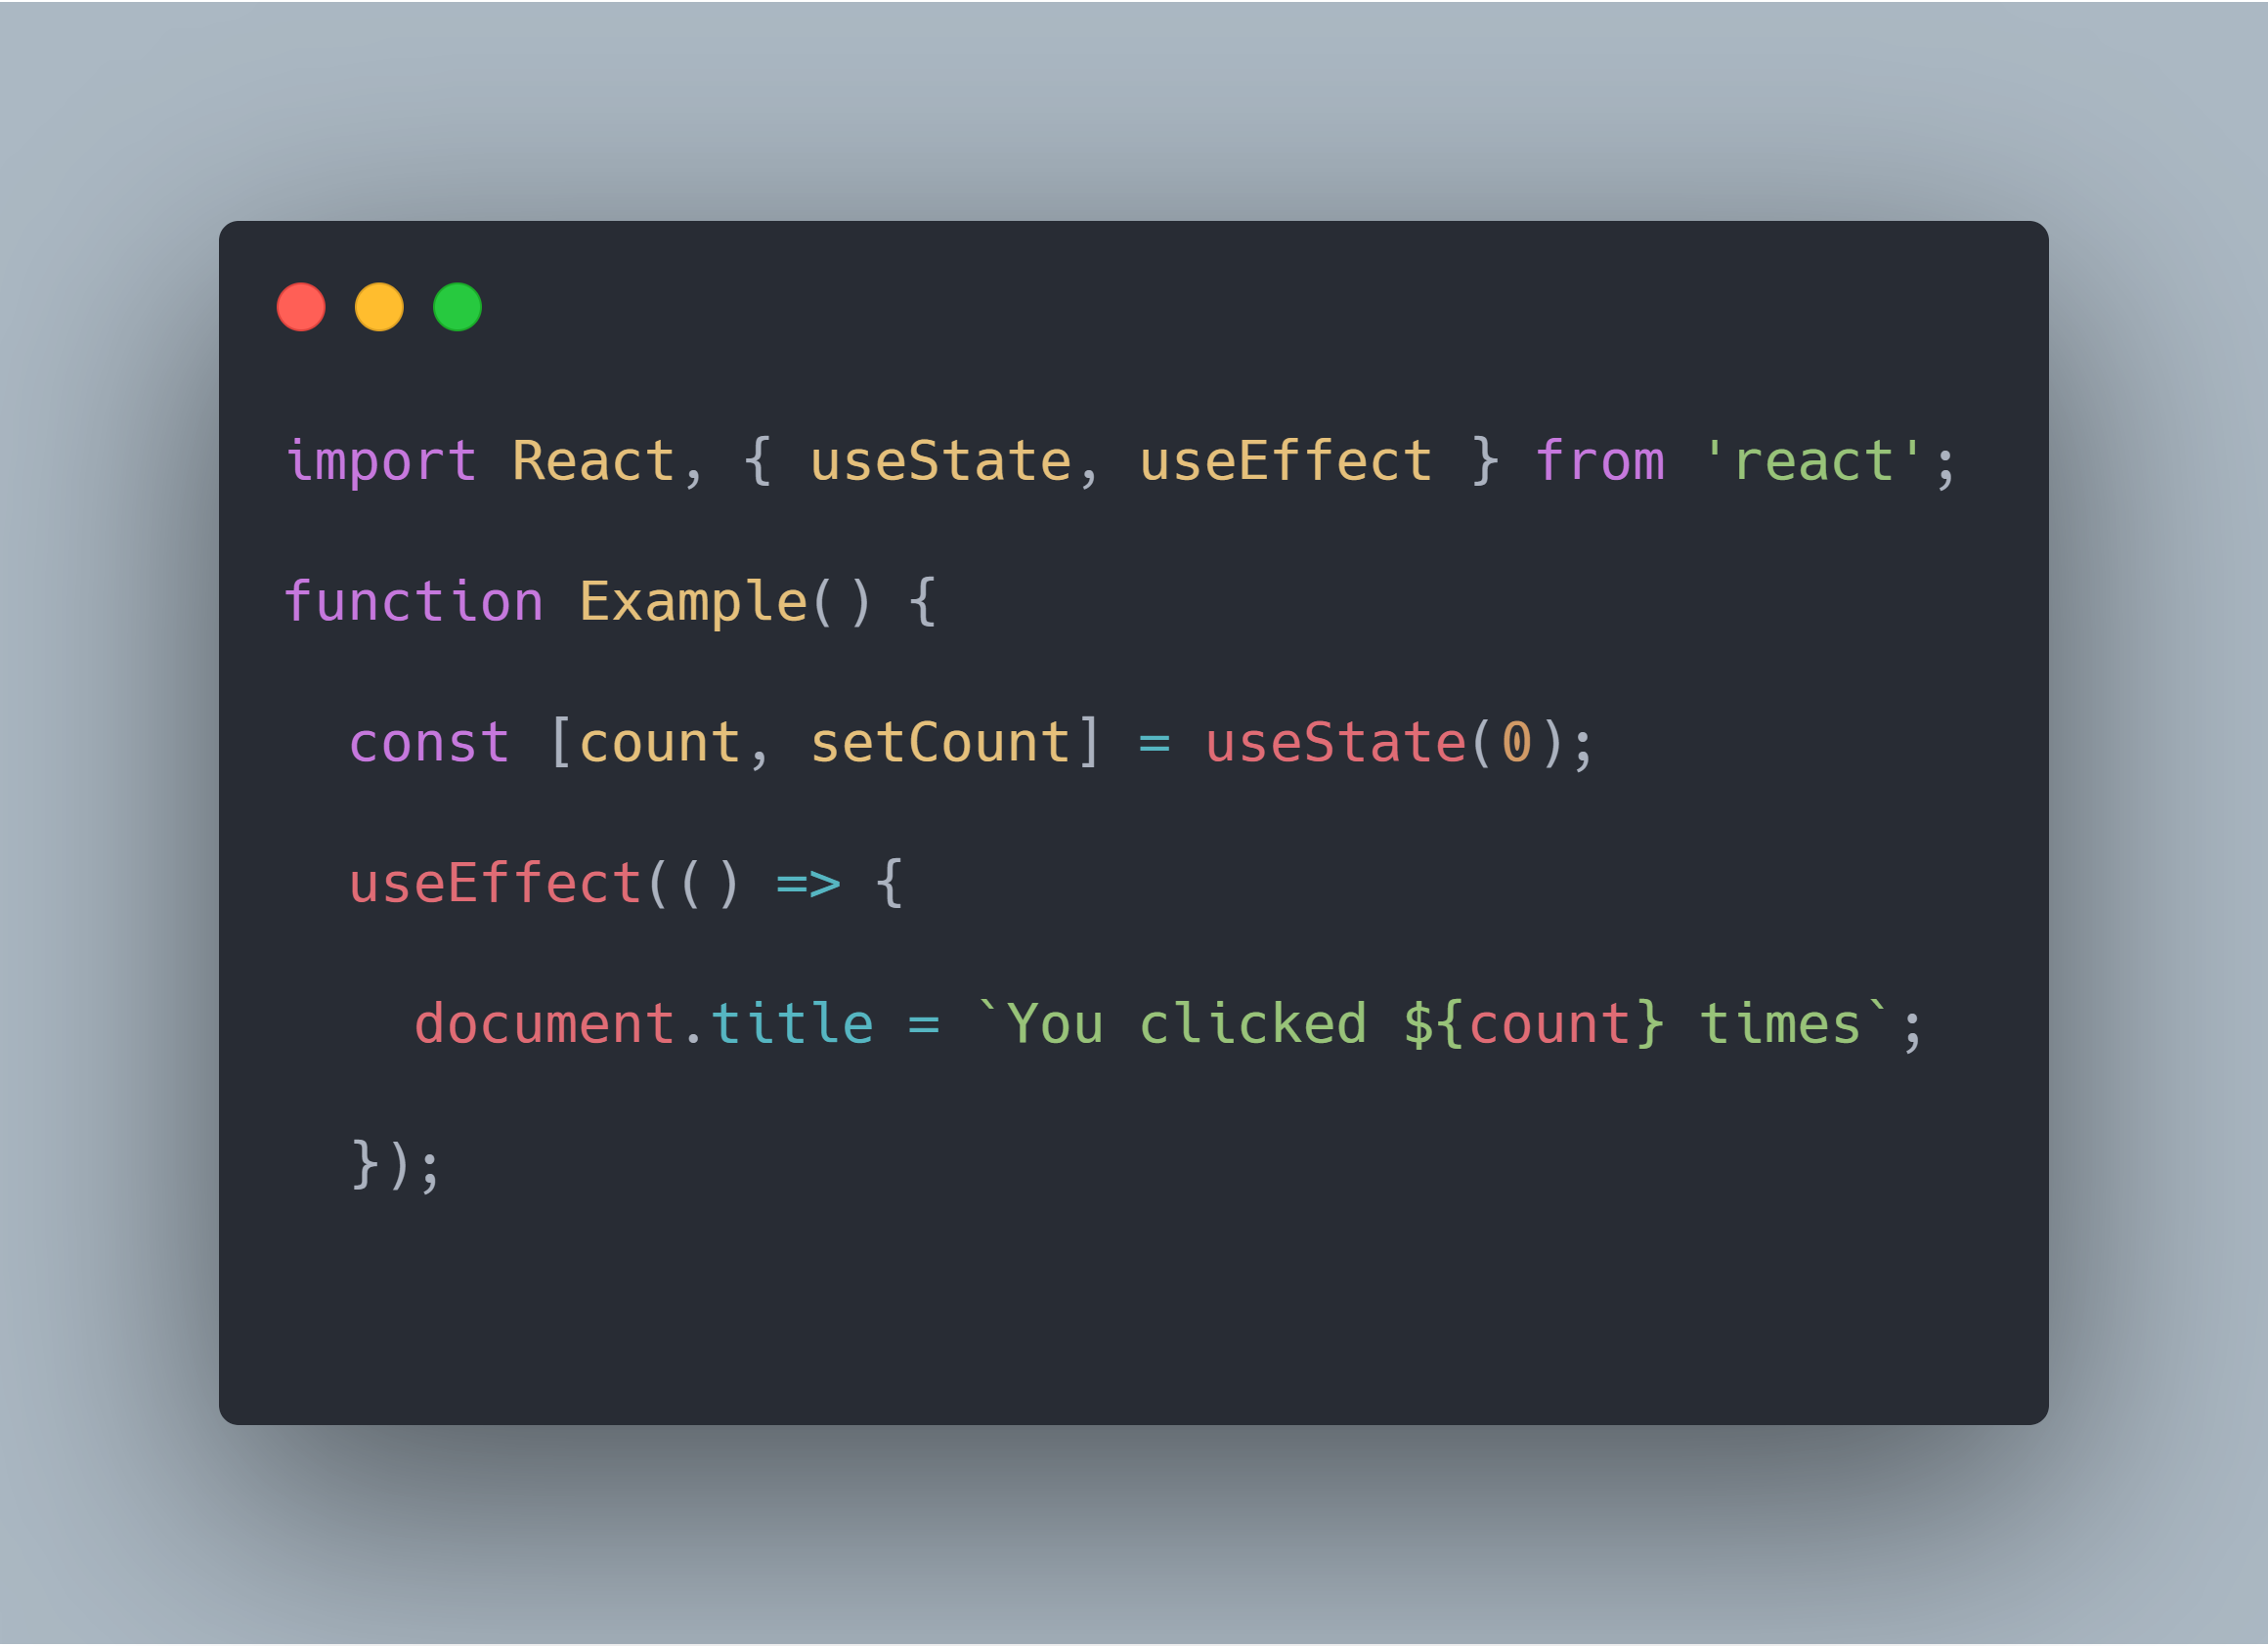 import React, { useState, useEffect } from 'react';
function Example() {
  const [count, setCount] = useState(0);
  useEffect(() => {
    document.title = `You clicked ${count} times`;
  });